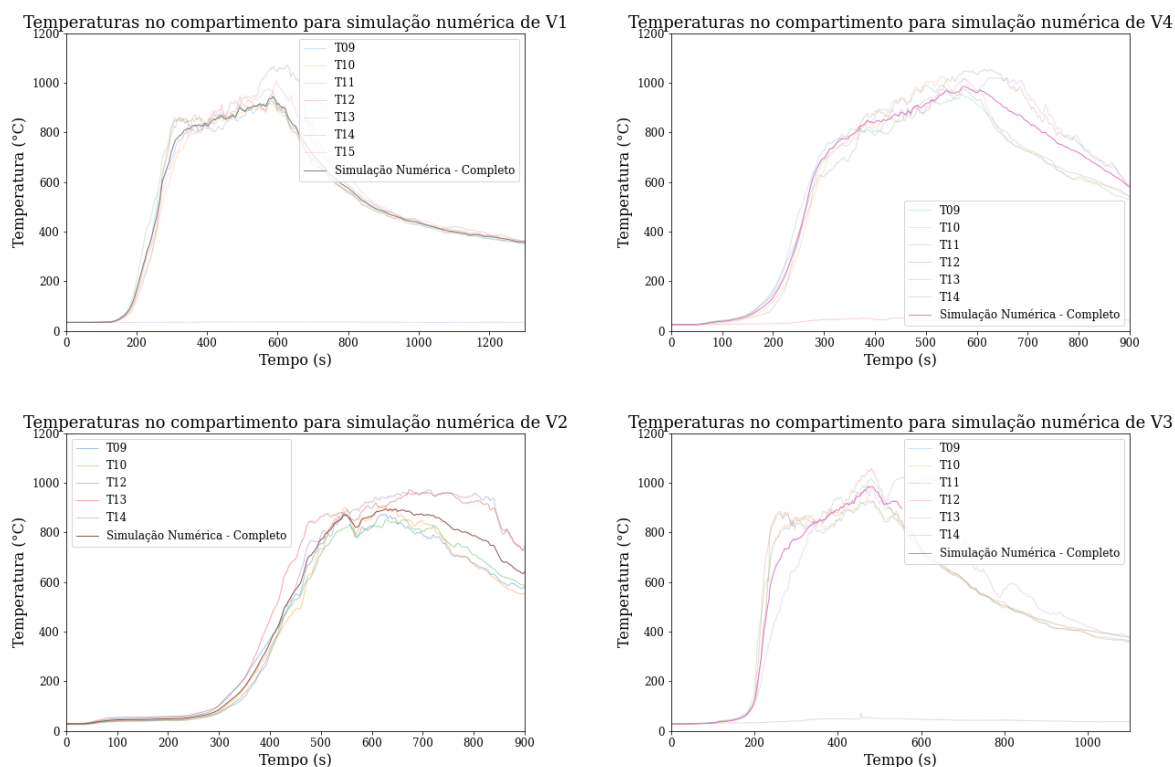 Temperaturas no compartimento para simulação numérica de V1
1200
1000
800
600
400
200
0
Temperatura (°C)
T09
T10
T11
T12
T13
T14
T15
Simulação Numérica - Completo
0 200 400 600 800 1000 1200
Tempo (s)
Temperaturas no compartimento para simulação numérica de V4
1200
1000
800
600
400
200
0
Temperatura (°C)
T09
T10
T11
T12
T13
T14
Simulação Numérica - Completo
0 100 200 300 400 500 600 700 800 900
Tempo (s)
Temperaturas no compartimento para simulação numérica de V2
1200
1000
800
600
400
200
0
Temperatura (°C)
T09
T10
T12
T13
T14
Simulação Numérica - Completo
0 100 200 300 400 500 600 700 800 900
Tempo (s)
Temperaturas no compartimento para simulação numérica de V3
1200
1000
800
600
400
200
0
Temperatura (°C)
T09
T10
T11
T12
T13
T14
Simulação Numérica - Completo
0 200 400 600 800 1000
Tempo (s)